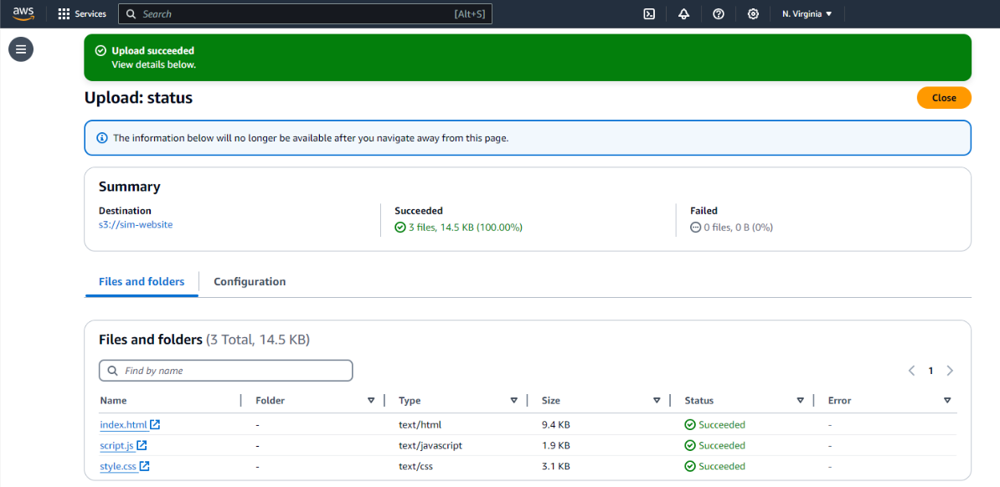 aws Services Search [Alt+S] N. Virginia
Upload succeeded
View details below.
Upload: status Close
The information below will no longer be available after you navigate away from this page.
Summary
Destination Succeeded Failed
s3://sim-website 3 files, 14.5 KB (100.00%) 0 files, 0 B (0%)
Files and folders Configuration
Files and folders (3 Total, 14.5 KB)
Find by name 1
Name Folder Type Size Status Error
index.html - text/html 9.4 KB Succeeded -
script.js - text/javascript 1.9 KB Succeeded -
style.css - text/css 3.1 KB Succeeded -